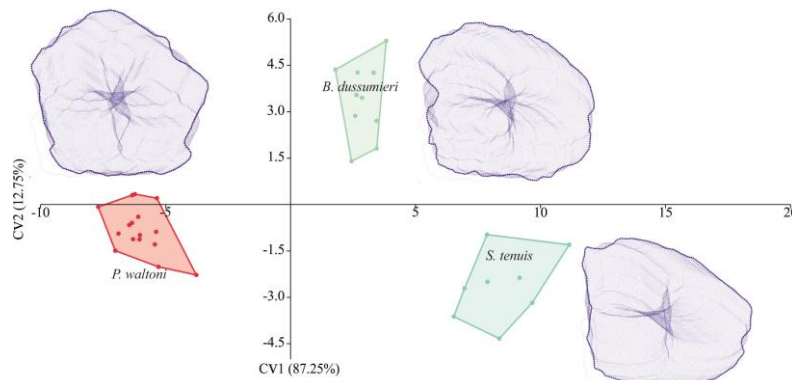 6.0
4.5
B. dussumieri
3.0
1.5
CV2 (12.75%)
-10 -5 5 10 15 20
-1.5
S. tenuis
P. waltoni
-3.0
-4.5
CV1 (87.25%)